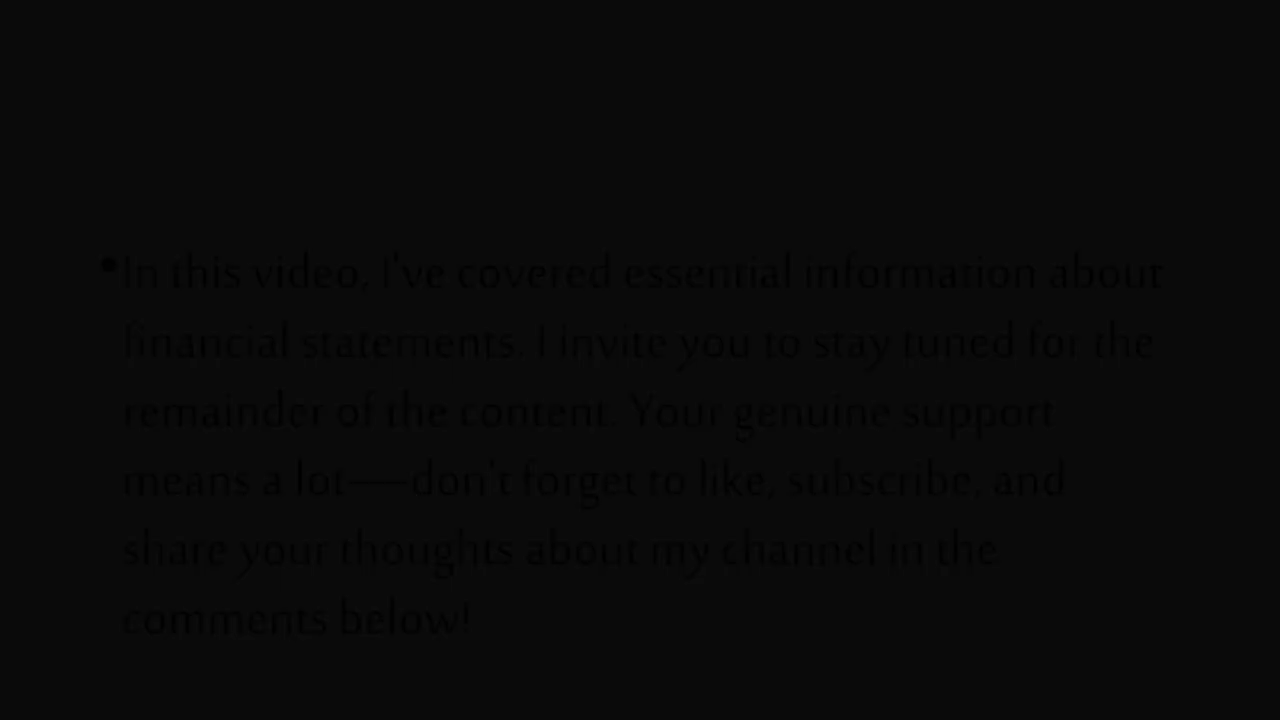 •In this video, I've covered essential information about
financial statements. I Invite you to stay tuned for the
remainder of the content. Your genuine support
means a lot—don't forget to like, subscribe, and
share your thoughts about my channel in the
comments below!